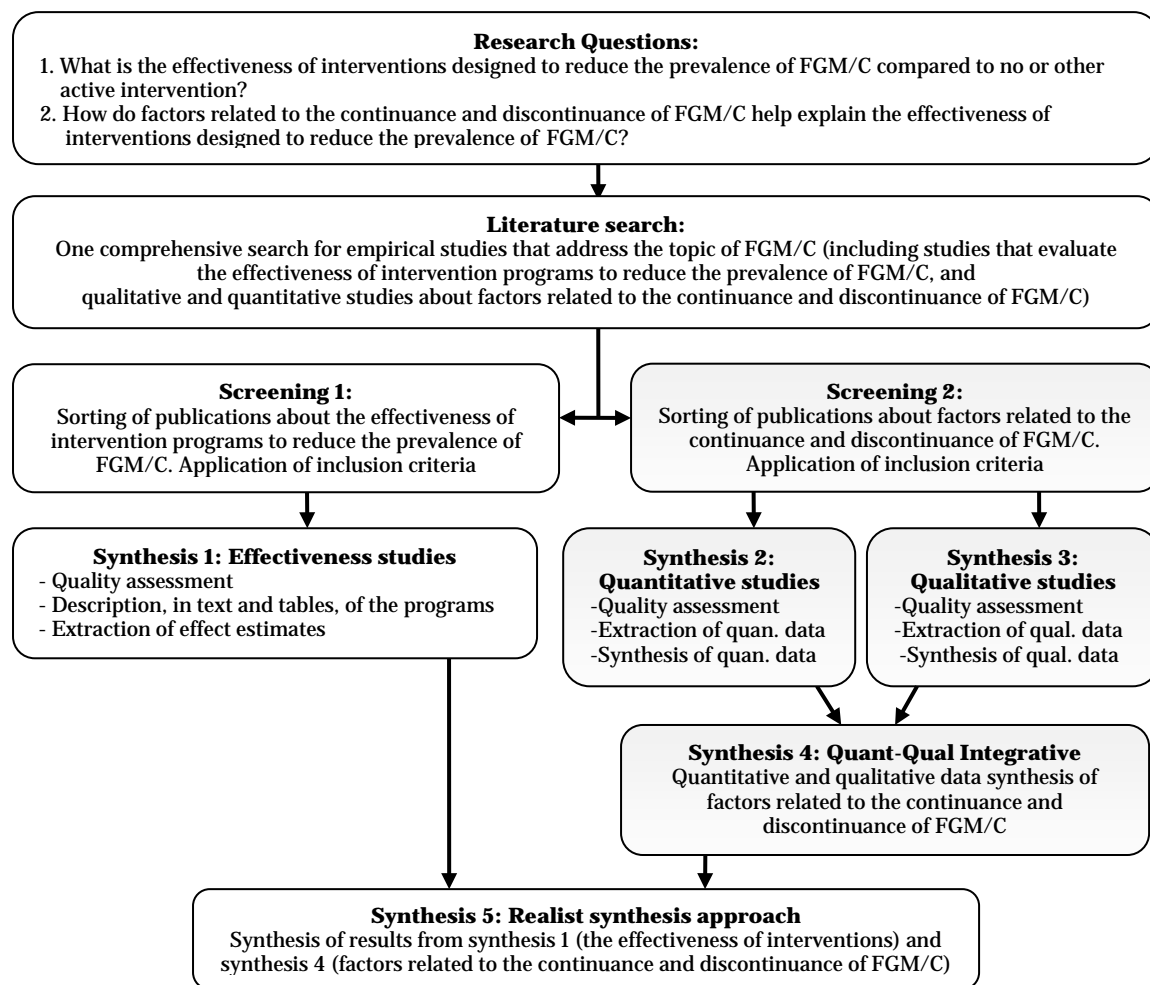 Research Questions:
1. What is the effectiveness of interventions designed to reduce the prevalence of FGM/C compared to no or other
active intervention?
2. How do factors related to the continuance and discontinuance of FGM/C help explain the effectiveness of
interventions designed to reduce the prevalence of FGM/C?
Literature search:
One comprehensive search for empirical studies that address the topic of FGM/C (including studies that evaluate
the effectiveness of intervention programs to reduce the prevalence of FGM/C, and
qualitative and quantitative studies about factors related to the continuance and discontinuance of FGM/C)
Screening 1:
Sorting of publications about the effectiveness of
intervention programs to reduce the prevalence of
FGM/C. Application of inclusion criteria
Screening 2:
Sorting of publications about factors related to the
continuance and discontinuance of FGM/C.
Application of inclusion criteria
Synthesis 1: Effectiveness studies
- Quality assessment
- Description, in text and tables, of the programs
- Extraction of effect estimates
Synthesis 2:
Quantitative studies
-Quality assessment
-Extraction of quan. data
-Synthesis of quan. data
Synthesis 3:
Qualitative studies
-Quality assessment
-Extraction of qual. data
-Synthesis of qual. data
Synthesis 4: Quant-Qual Integrative
Quantitative and qualitative data synthesis of
factors related to the continuance and
discontinuance of FGM/C
Synthesis 5: Realist synthesis approach
Synthesis of results from synthesis 1 (the effectiveness of interventions) and
synthesis 4 (factors related to the continuance and discontinuance of FGM/C)